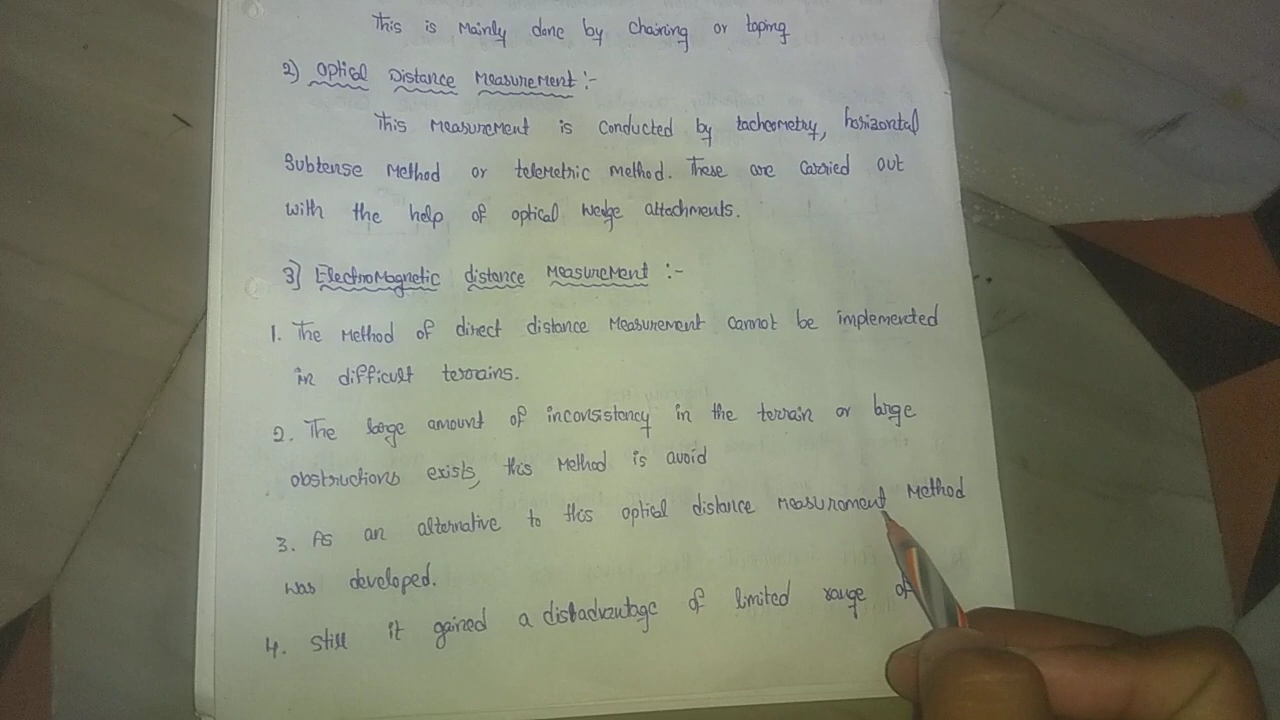 This is Mainly done by Chaining or taping
2) Optical Distance Measurement :-
This Measurement is conducted by tacheometry, horizontal
Subtense Method or telemetric method. These are carried out
with the help of optical wedge attachments.
3] ElectroMagnetic distance Measurement :-
1. The Method of direct distance Measurement cannot be implemented
in difficult terrains.
2. The large amount of inconsistency in the terrain or large
obstructions exists, this Method is avoid
3. As an alternative to this optical distance measurement Method
was developed.
4. Still it gained a disadvantage of limited range of